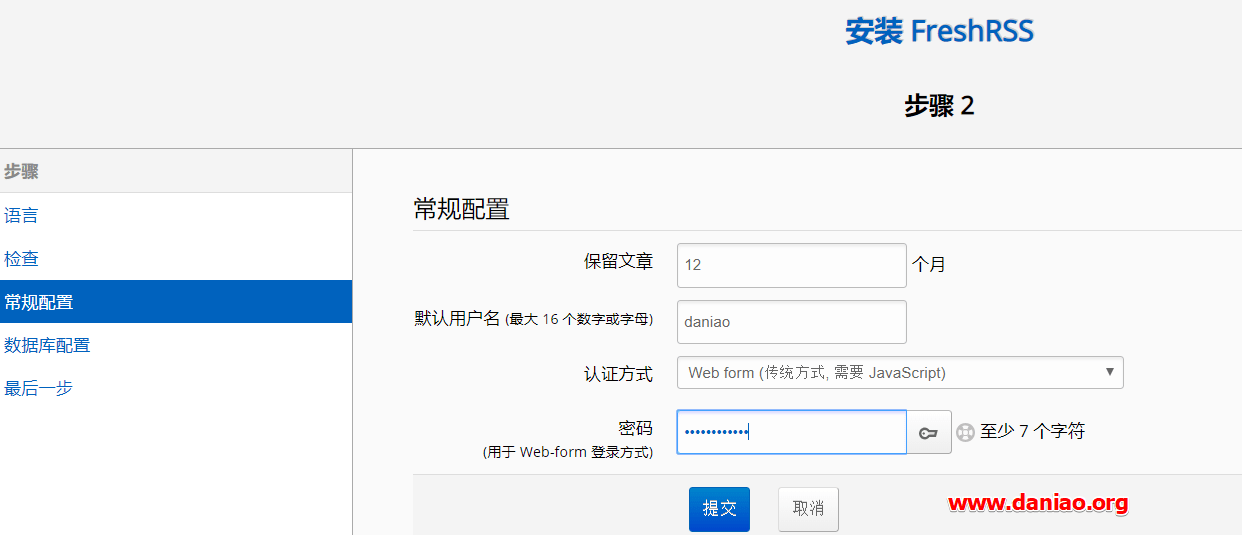 安装 FreshRSS
步骤 2
步骤
语言
检查
常规配置
数据库配置
最后一步
常规配置
保留文章 12 个月
默认用户名 (最大 16 个数字或字母) daniao
认证方式 Web form (传统方式, 需要 JavaScript)
密码 •••••••••••• 至少 7 个字符
(用于 Web-form 登录方式)
提交 取消
www.daniao.org